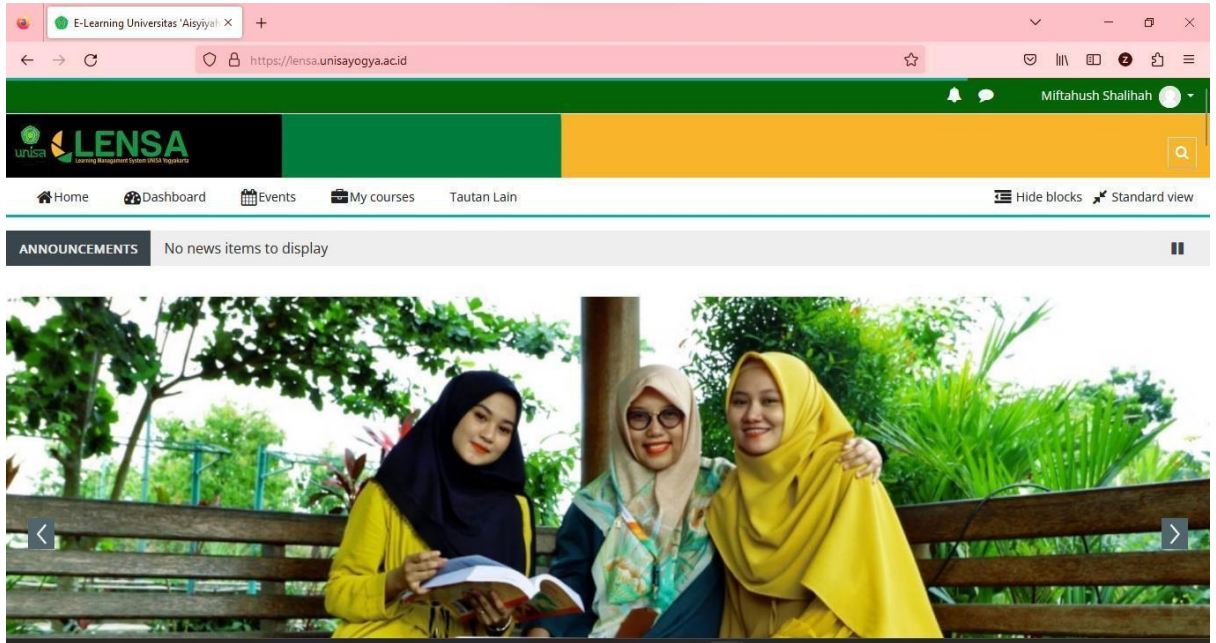 E-Learning Universitas 'Aisyiyah
https://lensa.unisayogya.ac.id
Miftahush Shalihah
unisa LENSA
Learning Management System UNISA Yogyakarta
Home Dashboard Events My courses Tautan Lain Hide blocks Standard view
ANNOUNCEMENTS No news items to display